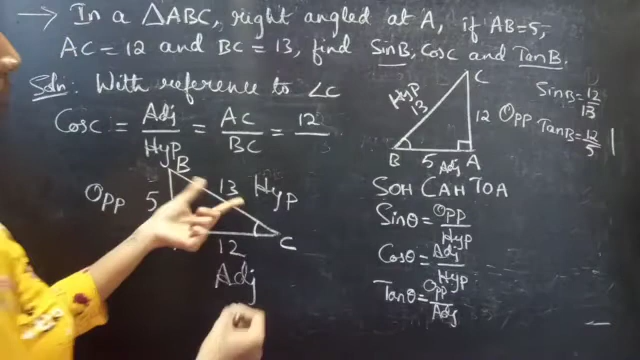 → In a △ABC, right angled at A, if AB=5,
AC=12 and BC=13, find SinB, CosC and TanB.
Soln: With reference to ∠C
CosC = Adj/Hyp = AC/BC = 12
B
Opp 5 13 Hyp
C
12
Adj
C
Hyp 13
12 Opp
B 5 Adj A
SinB = 12/13
TanB = 12/5
SOH CAH TOA
Sinθ = Opp/Hyp
Cosθ = Adj/Hyp
Tanθ = Opp/Adj